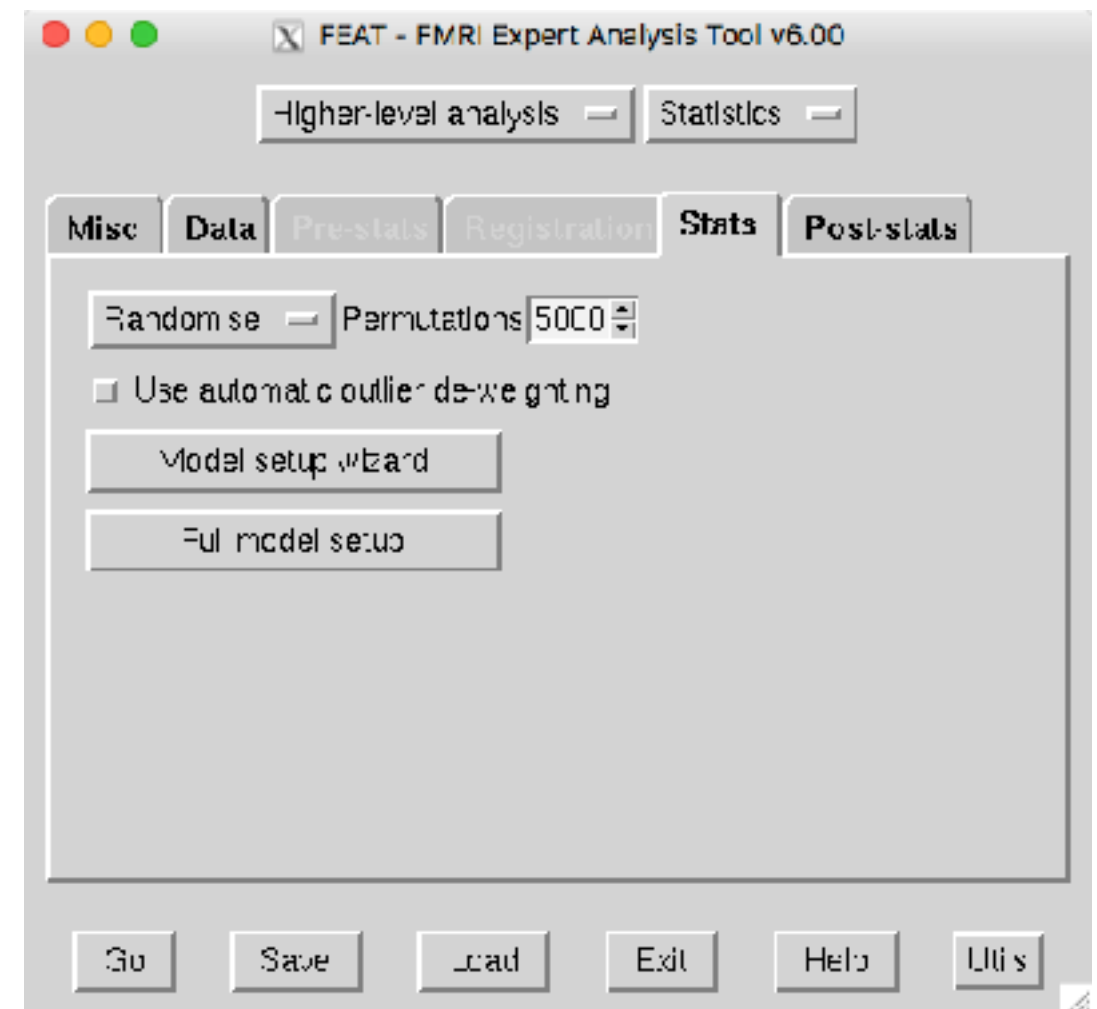 FEAT - FMRI Expert Analysis Tool v6.00
Higher-level analysis Statistics
Misc Data Pre-stats Registration Stats Post-stats
Randomise Permutations 5000
Use automatic outlier de-weighting
Model setup wizard
Full model setup
Go Save Load Exit Help Utils